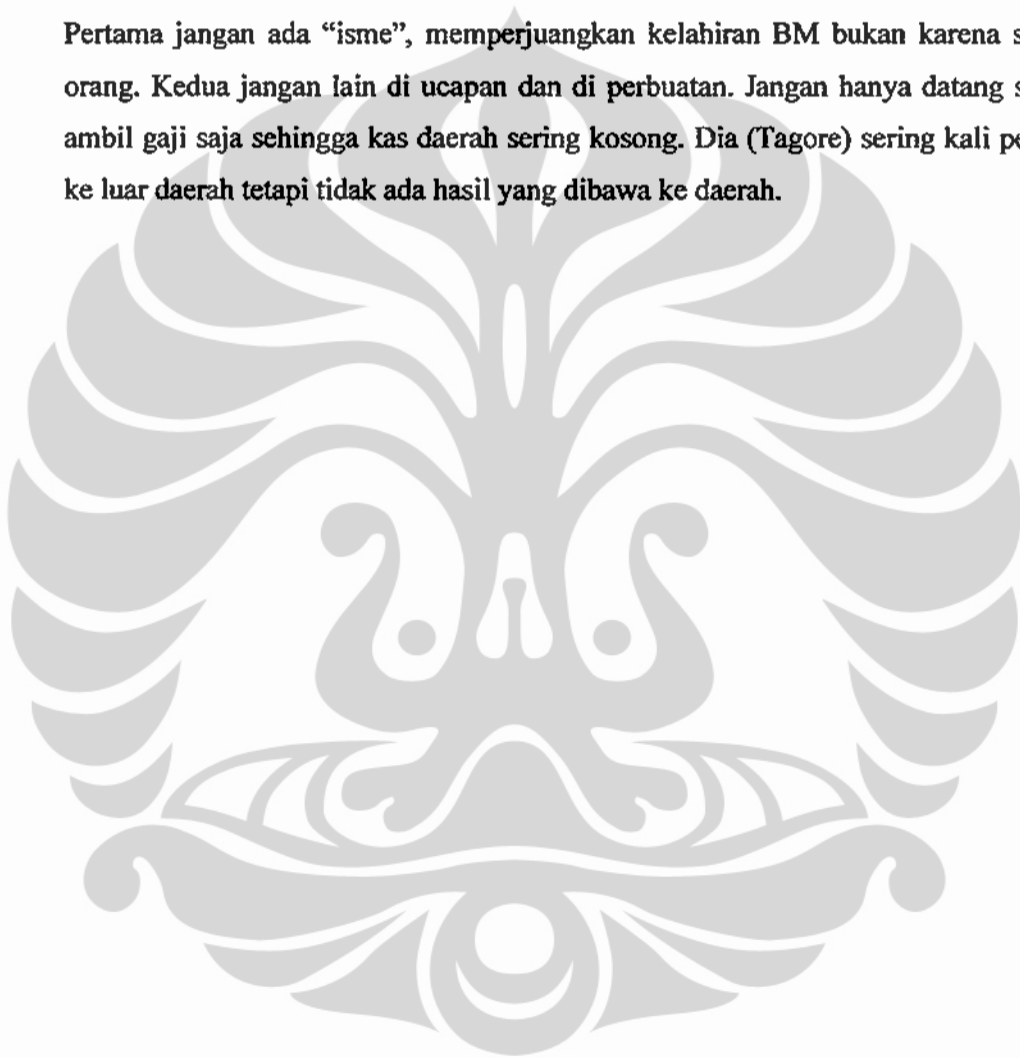 Pertama jangan ada “isme”, memperjuangkan kelahiran BM bukan karena
orang. Kedua jangan lain di ucapan dan di perbuatan. Jangan hanya datang
ambil gaji saja sehingga kas daerah sering kosong. Dia (Tagore) sering kali
ke luar daerah tetapi tidak ada hasil yang dibawa ke daerah.